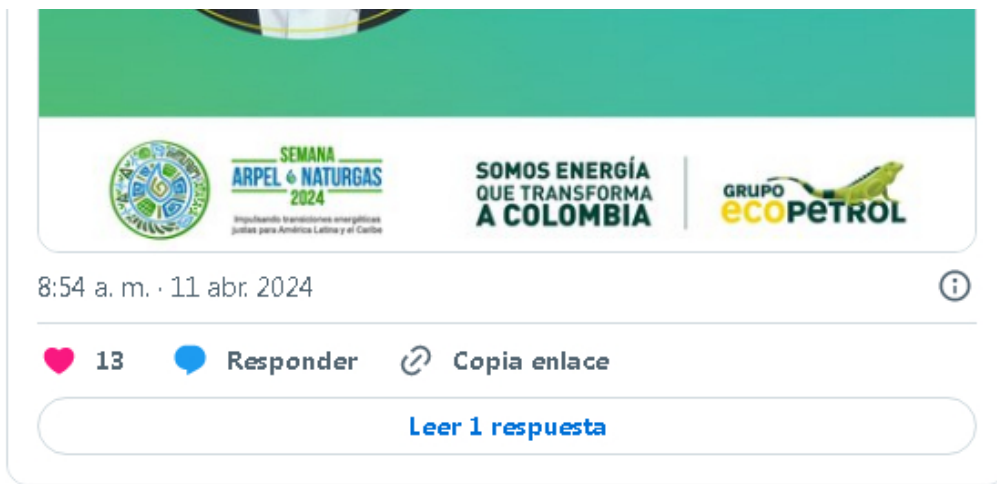 SEMANA
ARPEL NATURGAS
2024
Impulsando transiciones energéticas
justas para América Latina y el Caribe
SOMOS ENERGÍA
QUE TRANSFORMA
A COLOMBIA
GRUPO
ecoPeTROL
8:54 a. m. · 11 abr. 2024
13
Responder
Copia enlace
Leer 1 respuesta